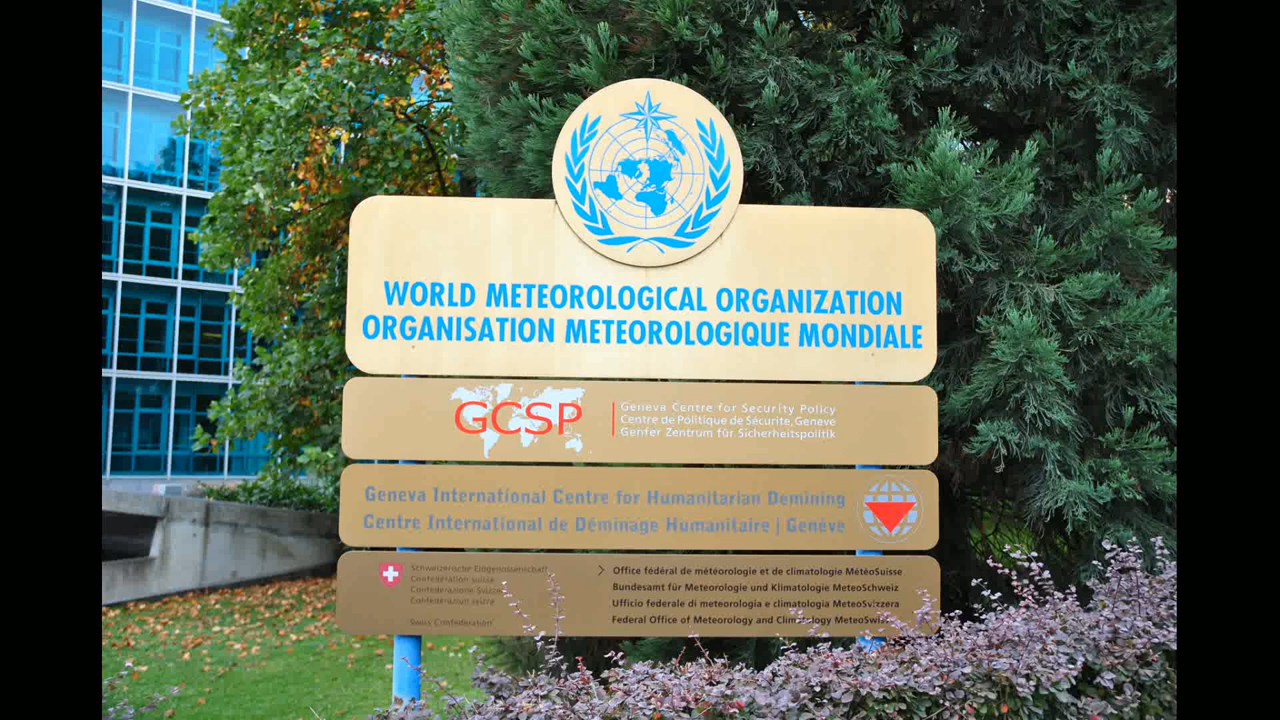 WORLD METEOROLOGICAL ORGANIZATION
ORGANISATION METEOROLOGIQUE MONDIALE
GCSP
Geneva Centre for Security Policy
Centre de Politique de Sécurité, Genève
Genfer Zentrum für Sicherheitspolitik
Geneva International Centre for Humanitarian Demining
Centre International de Déminage Humanitaire | Genève
Schweizerische Eidgenossenschaft
Confédération suisse
Confederazione Svizzera
Confederaziun svizra
Swiss Confederation
Office fédéral de météorologie et de climatologie MétéoSuisse
Bundesamt für Meteorologie und Klimatologie MeteoSchweiz
Ufficio federale di meteorologia e climatologia MeteoSvizzera
Federal Office of Meteorology and Climatology MeteoSwiss